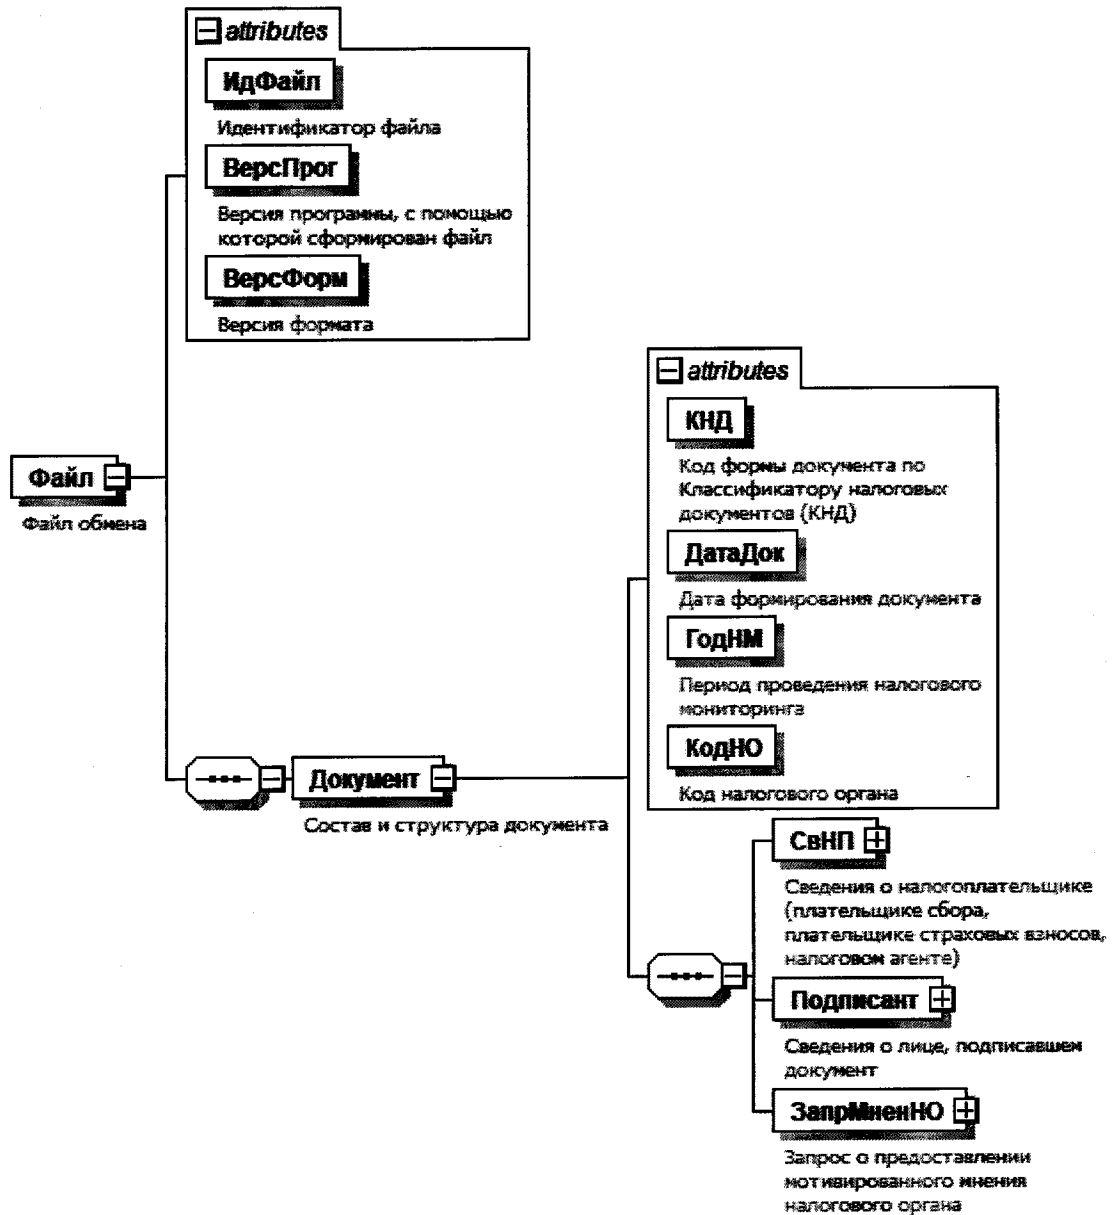 attributes
ИдФайл
Идентификатор файла
ВерсПрог
Версия программы, с помощью
которой сформирован файл
ВерсФорм
Версия формата
Файл
Файл обмена
Документ
Состав и структура документа
attributes
КНД
Код формы документа по
Классификатору налоговых
документов (КНД)
ДатаДок
Дата формирования документа
ГодНМ
Период проведения налогового
мониторинга
КодНО
Код налогового органа
СвНП
Сведения о налогоплательщике
(плательщике сбора,
плательщике страховых взносов,
налоговом агенте)
Подписант
Сведения о лице, подписавшем
документ
ЗапрМненНО
Запрос о предоставлении
мотивированного мнения
налогового органа